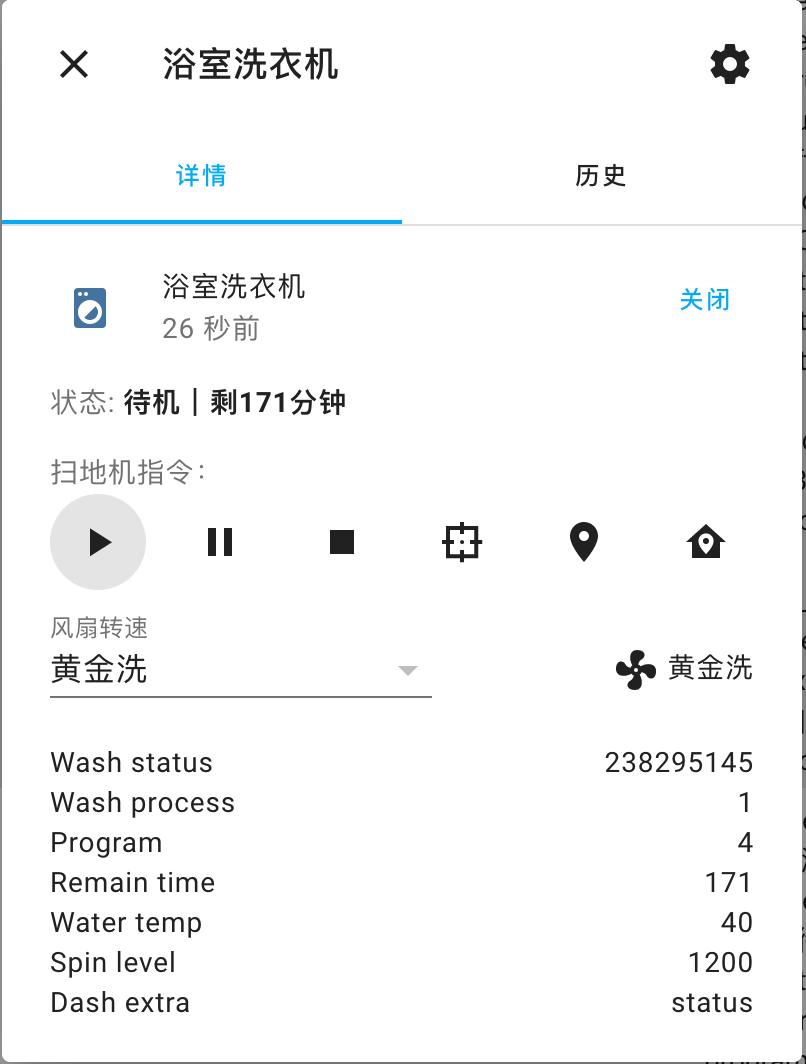 浴室洗衣机
详情 历史
浴室洗衣机
26 秒前
关闭
状态: 待机｜剩171分钟
扫地机指令：
风扇转速
黄金洗 黄金洗
Wash status 238295145
Wash process 1
Program 4
Remain time 171
Water temp 40
Spin level 1200
Dash extra status